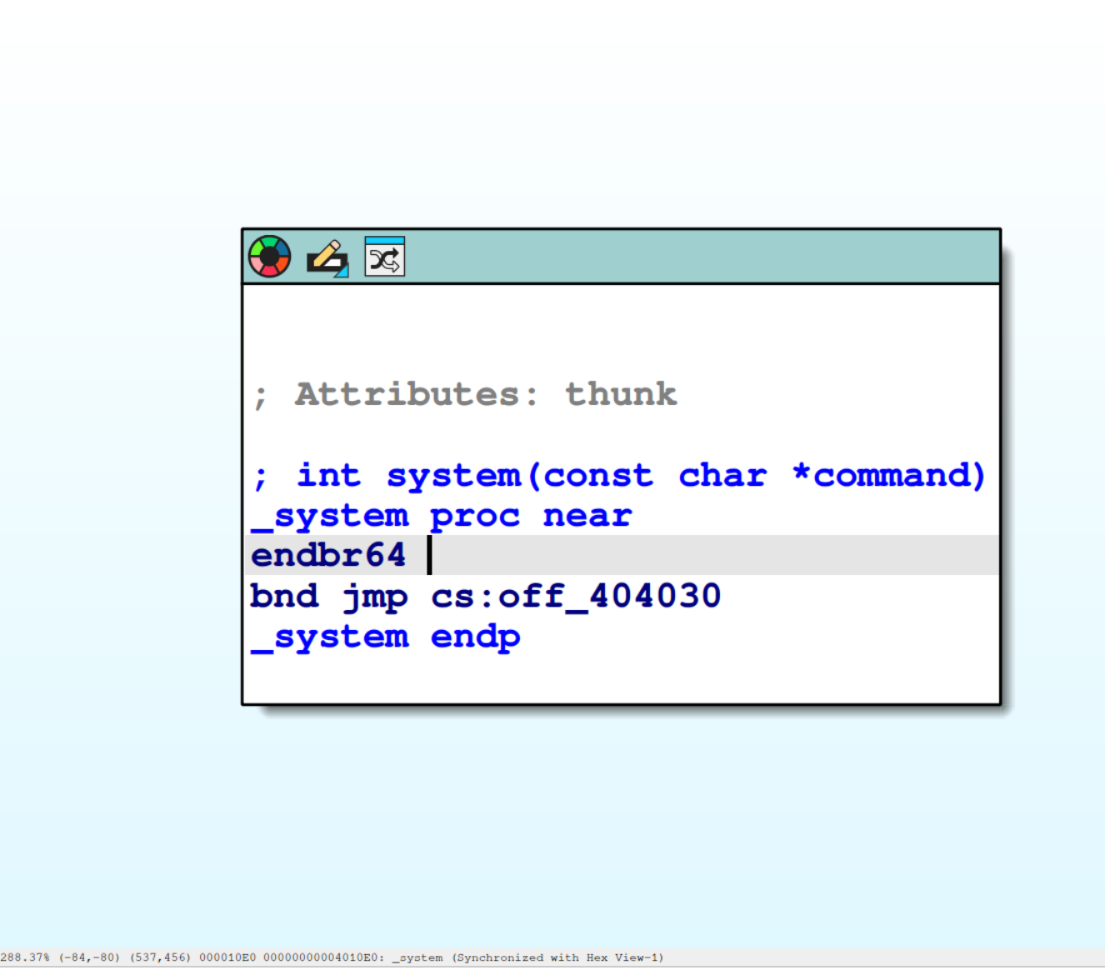 ; Attributes: thunk
; int system(const char *command)
_system proc near
endbr64
bnd jmp cs:off_404030
_system endp
288.37% (-84,-80) (537,456) 000010E0 00000000004010E0: _system (Synchronized with Hex View-1)